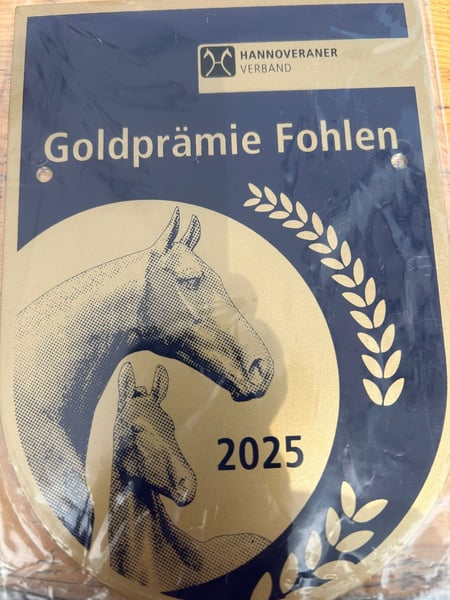 HANNOVERANER
VERBAND
Goldprämie Fohlen
2025